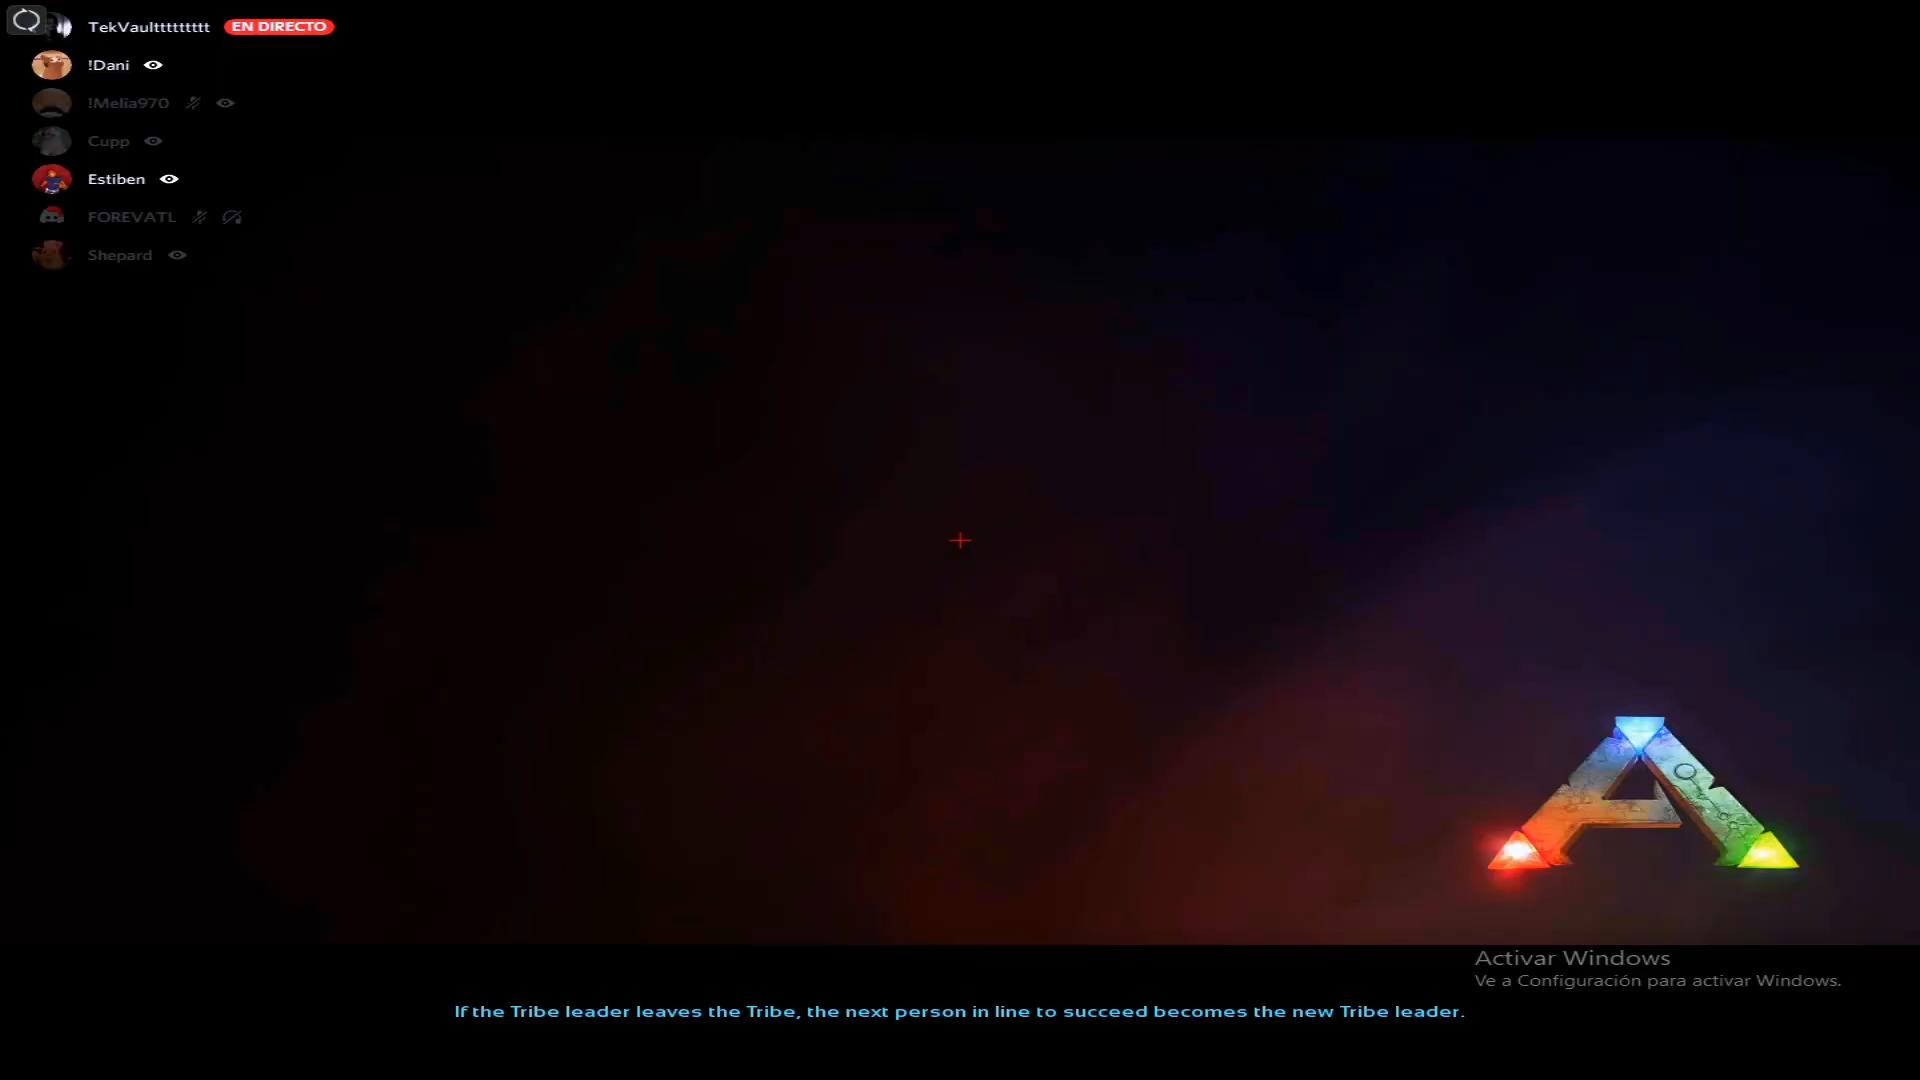 TekVaulttttttttt EN DIRECTO
!Dani
!Melia970
Cupp
Estiben
FOREVATL
Shepard
Activar Windows
Ve a Configuración para activar Windows.
If the Tribe leader leaves the Tribe, the next person in line to succeed becomes the new Tribe leader.